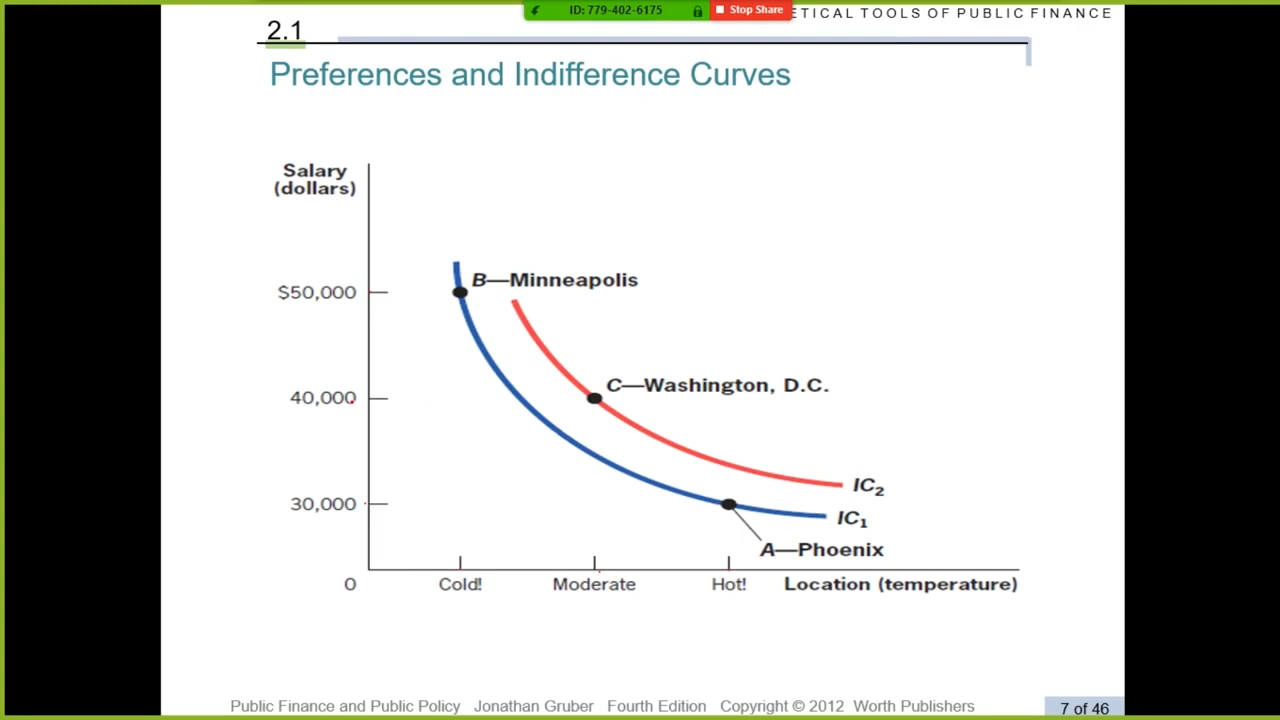 ID: 779-402-6175
Stop Share
ETICAL TOOLS OF PUBLIC FINANCE
2.1
Preferences and Indifference Curves
Salary
(dollars)
B—Minneapolis
$50,000
C—Washington, D.C.
40,000
IC2
30,000
IC1
A—Phoenix
0
Cold!
Moderate
Hot!
Location (temperature)
Public Finance and Public Policy Jonathan Gruber Fourth Edition Copyright © 2012 Worth Publishers
7 of 46